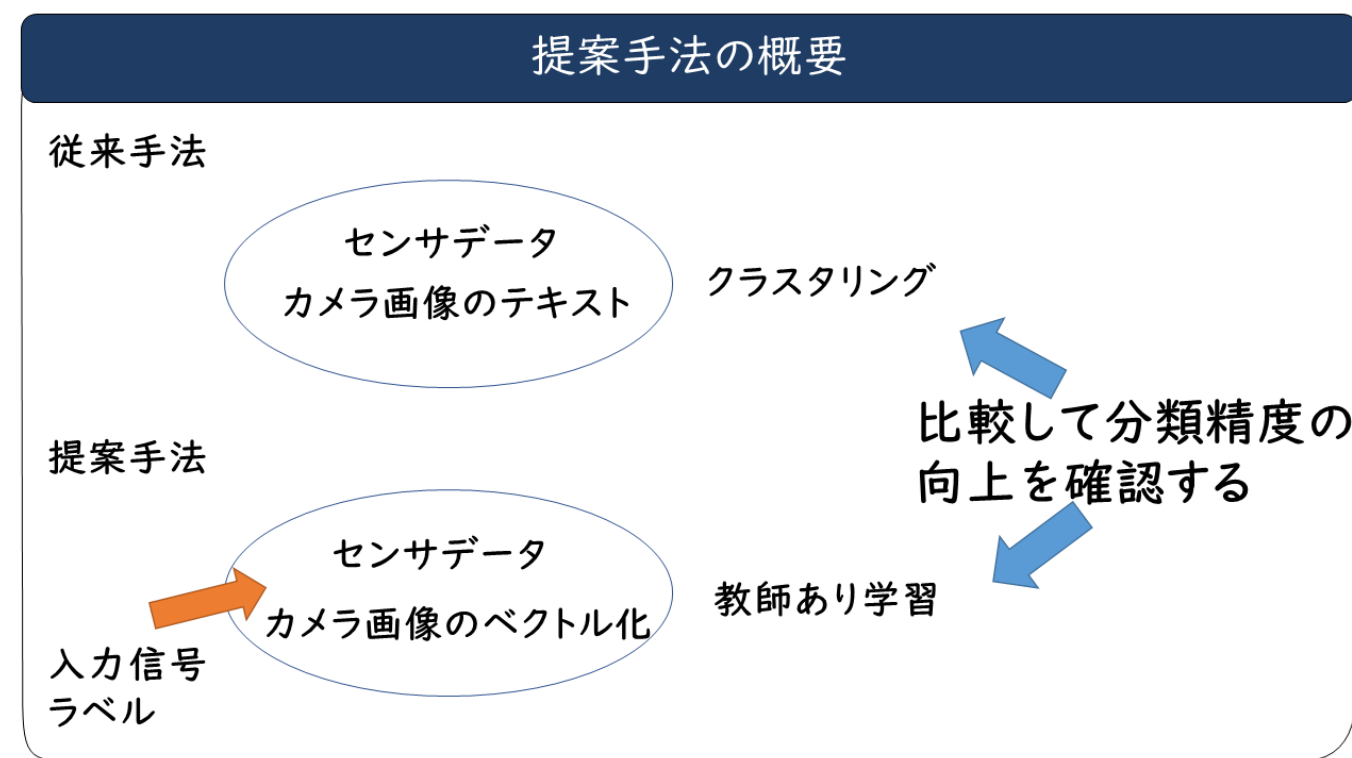 提案手法の概要
従来手法
センサデータ
カメラ画像のテキスト
クラスタリング
比較して分類精度の
向上を確認する
提案手法
センサデータ
カメラ画像のベクトル化
教師あり学習
入力信号
ラベル